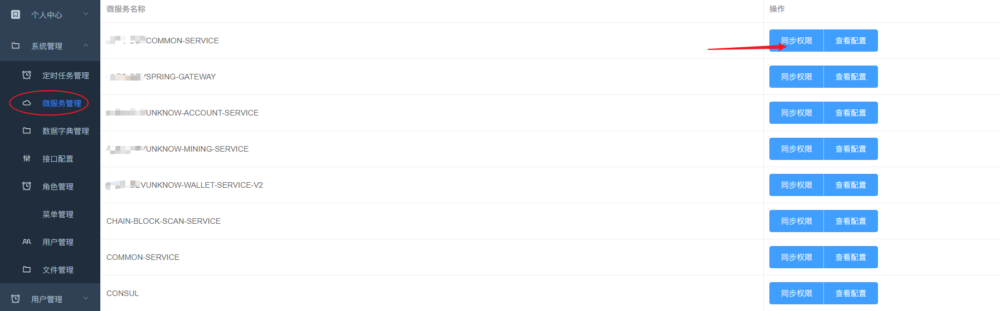 个人中心
系统管理
定时任务管理
微服务管理
数据字典管理
接口配置
角色管理
菜单管理
用户管理
文件管理
用户管理
微服务名称 操作
COMMON-SERVICE 同步权限 查看配置
SPRING-GATEWAY 同步权限 查看配置
UNKNOW-ACCOUNT-SERVICE 同步权限 查看配置
UNKNOW-MINING-SERVICE 同步权限 查看配置
UNKNOW-WALLET-SERVICE-V2 同步权限 查看配置
CHAIN-BLOCK-SCAN-SERVICE 同步权限 查看配置
COMMON-SERVICE 同步权限 查看配置
CONSUL 同步权限 查看配置